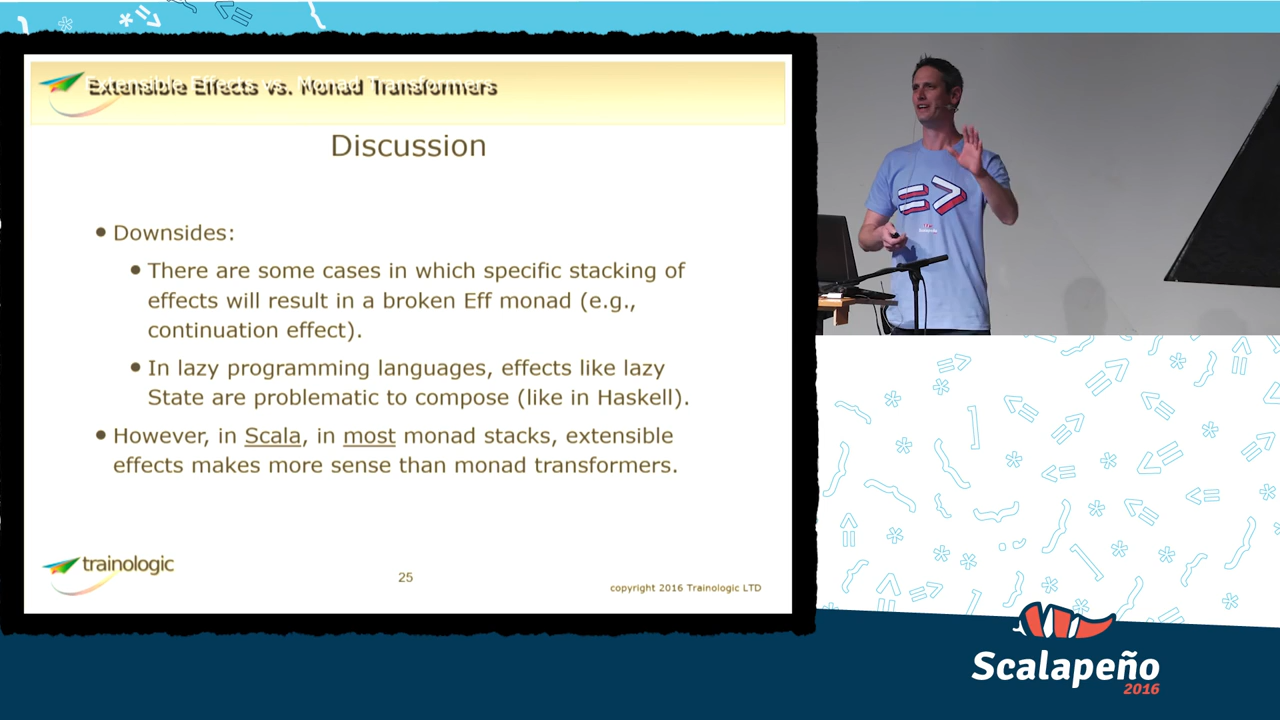 Extensible Effects vs. Monad Transformers
Discussion
• Downsides:
• There are some cases in which specific stacking of
effects will result in a broken Eff monad (e.g.,
continuation effect).
• In lazy programming languages, effects like lazy
State are problematic to compose (like in Haskell).
• However, in Scala, in most monad stacks, extensible
effects makes more sense than monad transformers.
trainologic
25
copyright 2016 Trainologic LTD
=>
Scalapeño
2016